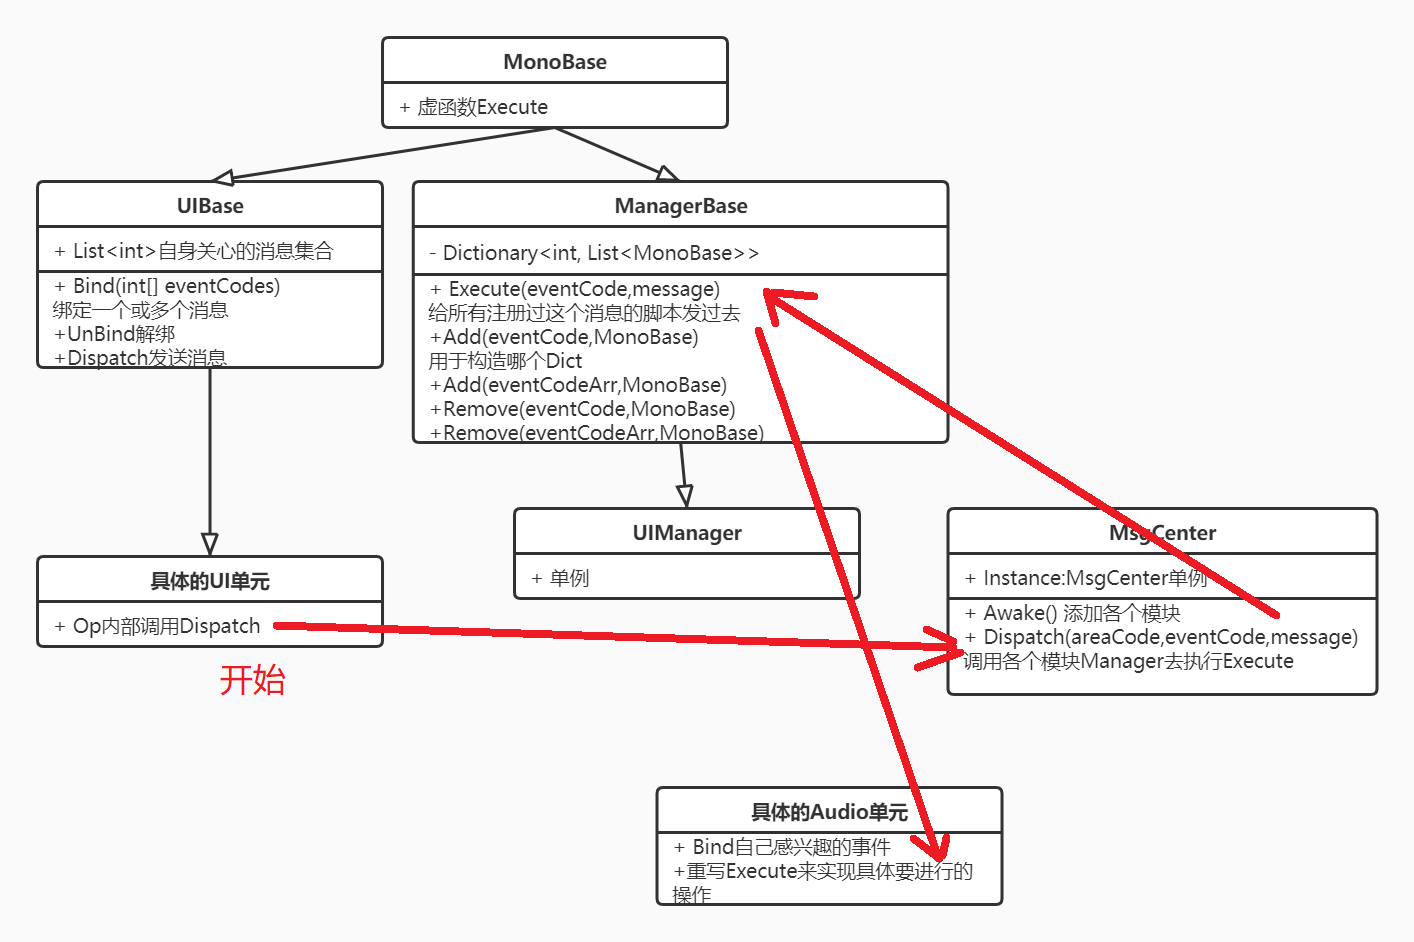 MonoBase
+ 虚函数Execute
UIBase
+ List<int>自身关心的消息集合
+ Bind(int[] eventCodes)
绑定一个或多个消息
+UnBind解绑
+Dispatch发送消息
ManagerBase
- Dictionary<int, List<MonoBase>>
+ Execute(eventCode,message)
给所有注册过这个消息的脚本发过去
+Add(eventCode,MonoBase)
用于构造哪个Dict
+Add(eventCodeArr,MonoBase)
+Remove(eventCode,MonoBase)
+Remove(eventCodeArr,MonoBase)
具体的UI单元
+ Op内部调用Dispatch
开始
UIManager
+ 单例
MsgCenter
+ Instance:MsgCenter单例
+ Awake() 添加各个模块
+ Dispatch(areaCode,eventCode,message)
调用各个模块Manager去执行Execute
具体的Audio单元
+ Bind自己感兴趣的事件
+重写Execute来实现具体要进行的
操作